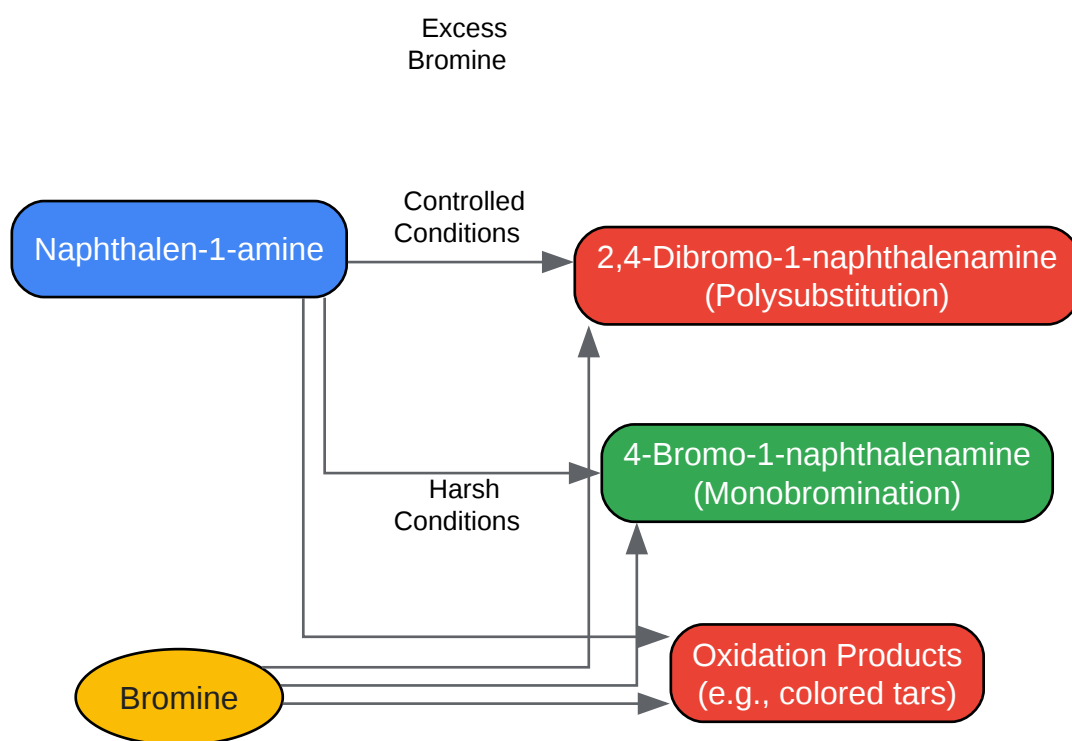 Excess
Bromine
Controlled
Conditions
Naphthalen-1-amine
2,4-Dibromo-1-naphthalenamine
(Polysubstitution)
4-Bromo-1-naphthalenamine
(Monobromination)
Harsh
Conditions
Oxidation Products
(e.g., colored tars)
Bromine